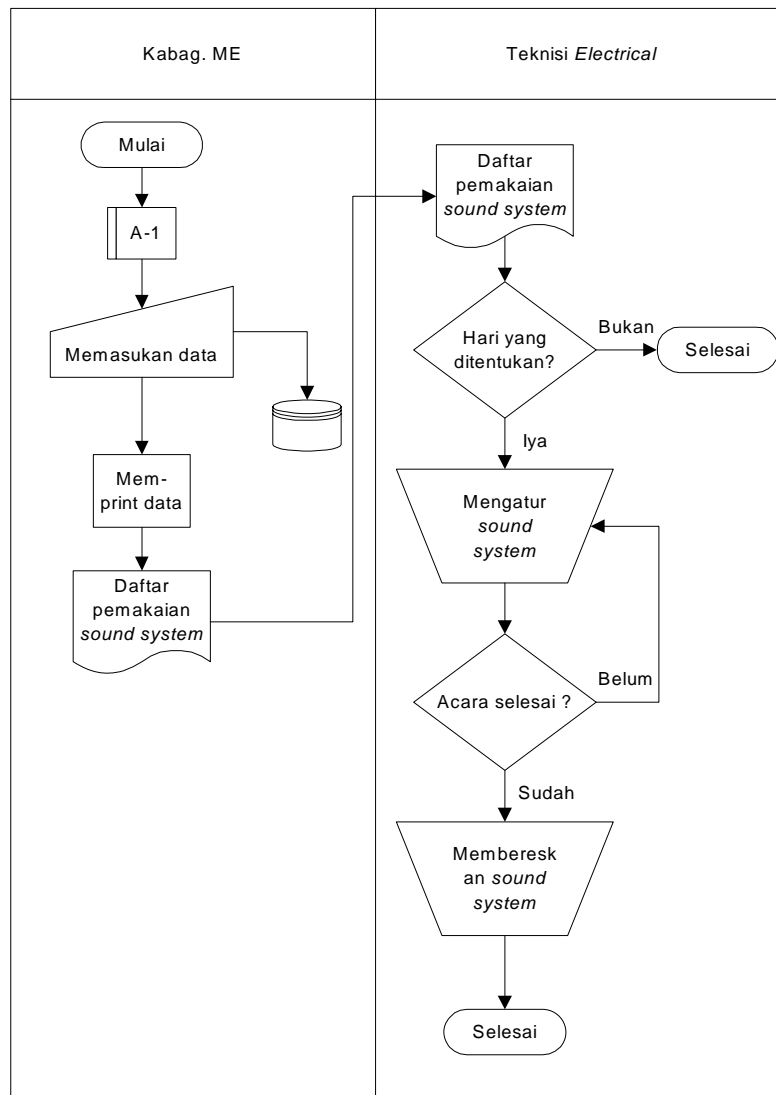 Kabag. ME
Teknisi Electrical
Mulai
A-1
Memasukan data
Mem-
print data
Daftar
pemakaian
sound system
Daftar
pemakaian
sound system
Hari yang
ditentukan?
Bukan
Selesai
Iya
Mengatur
sound
system
Acara selesai ?
Belum
Sudah
Memberesk
an sound
system
Selesai